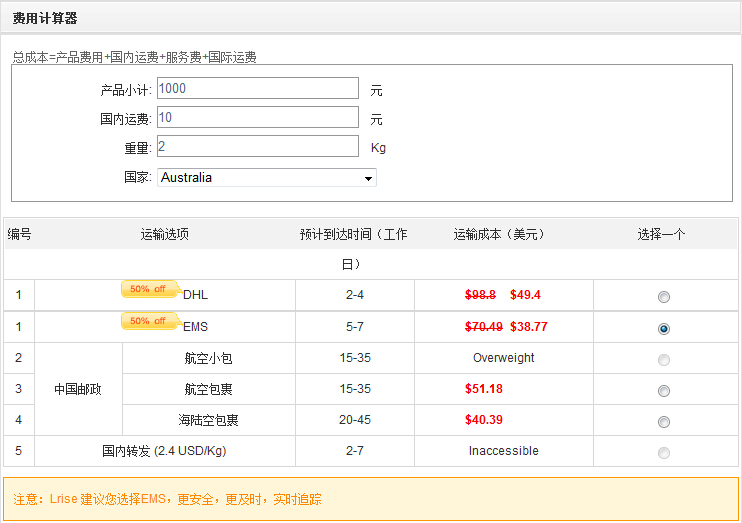 费用计算器
总成本=产品费用+国内运费+服务费+国际运费
产品小计: 1000 元
国内运费: 10 元
重量: 2 Kg
国家: Australia
编号 运输选项 预计到达时间（工作日） 运输成本（美元） 选择一个
1 50% off DHL 2-4 $98.8 $49.4
1 50% off EMS 5-7 $70.49 $38.77
2 中国邮政 航空小包 15-35 Overweight
3 航空包裹 15-35 $51.18
4 海陆空包裹 20-45 $40.39
5 国内转发 (2.4 USD/Kg) 2-7 Inaccessible
注意：Lrise 建议您选择EMS，更安全，更及时，实时追踪